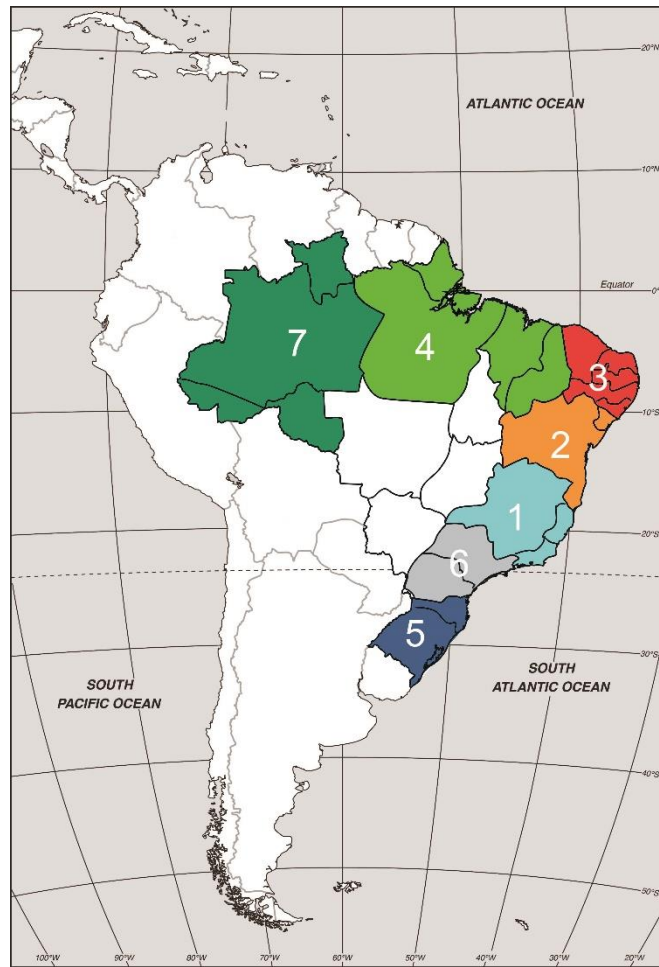 20°N
ATLANTIC OCEAN
10°N
Equator
0°
7
4
3
10°S
2
1
20°S
6
5
30°S
SOUTH
PACIFIC OCEAN
SOUTH
ATLANTIC OCEAN
40°S
50°S
100°W
90°W
80°W
70°W
60°W
50°W
40°W
30°W
20°W